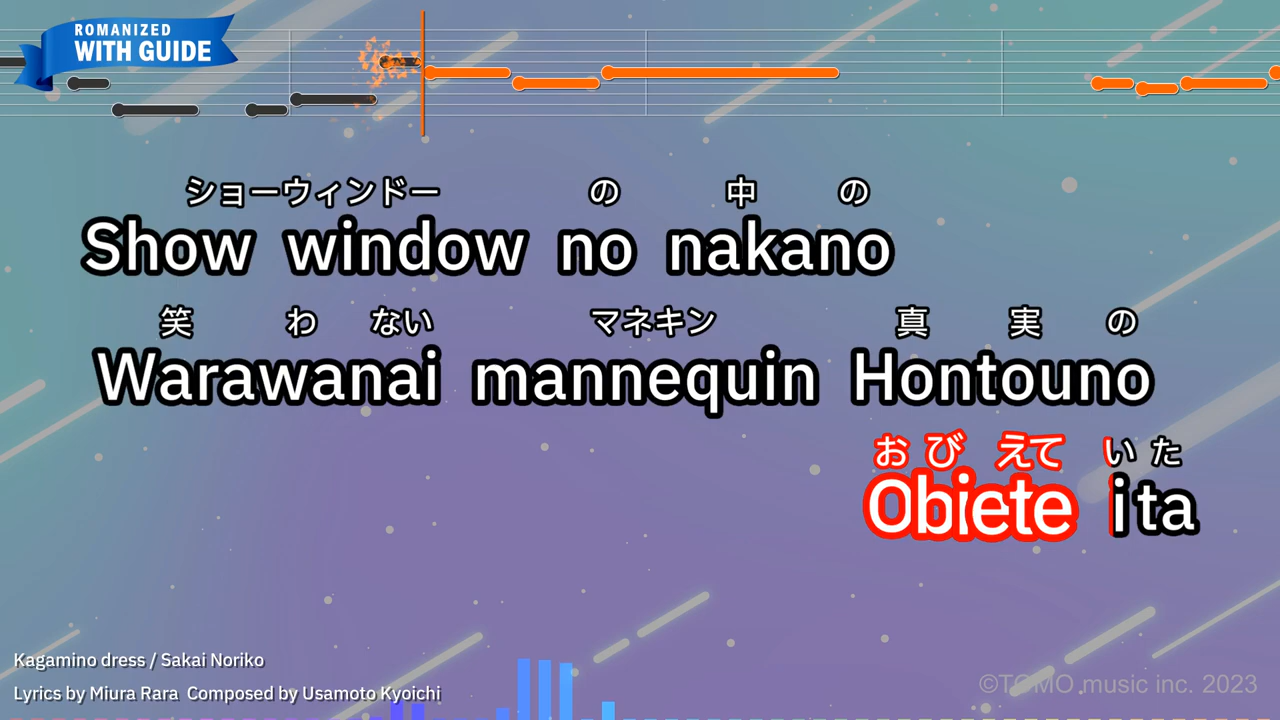 ROMANIZED
WITH GUIDE
ショーウィンドー の 中 の
Show window no nakano
笑 わ ない マネキン 真 実 の
Warawanai mannequin Hontouno
お び えて い た
Obiete ita
Kagamino dress / Sakai Noriko
Lyrics by Miura Rara Composed by Usamoto Kyoichi
©TOMO music inc. 2023